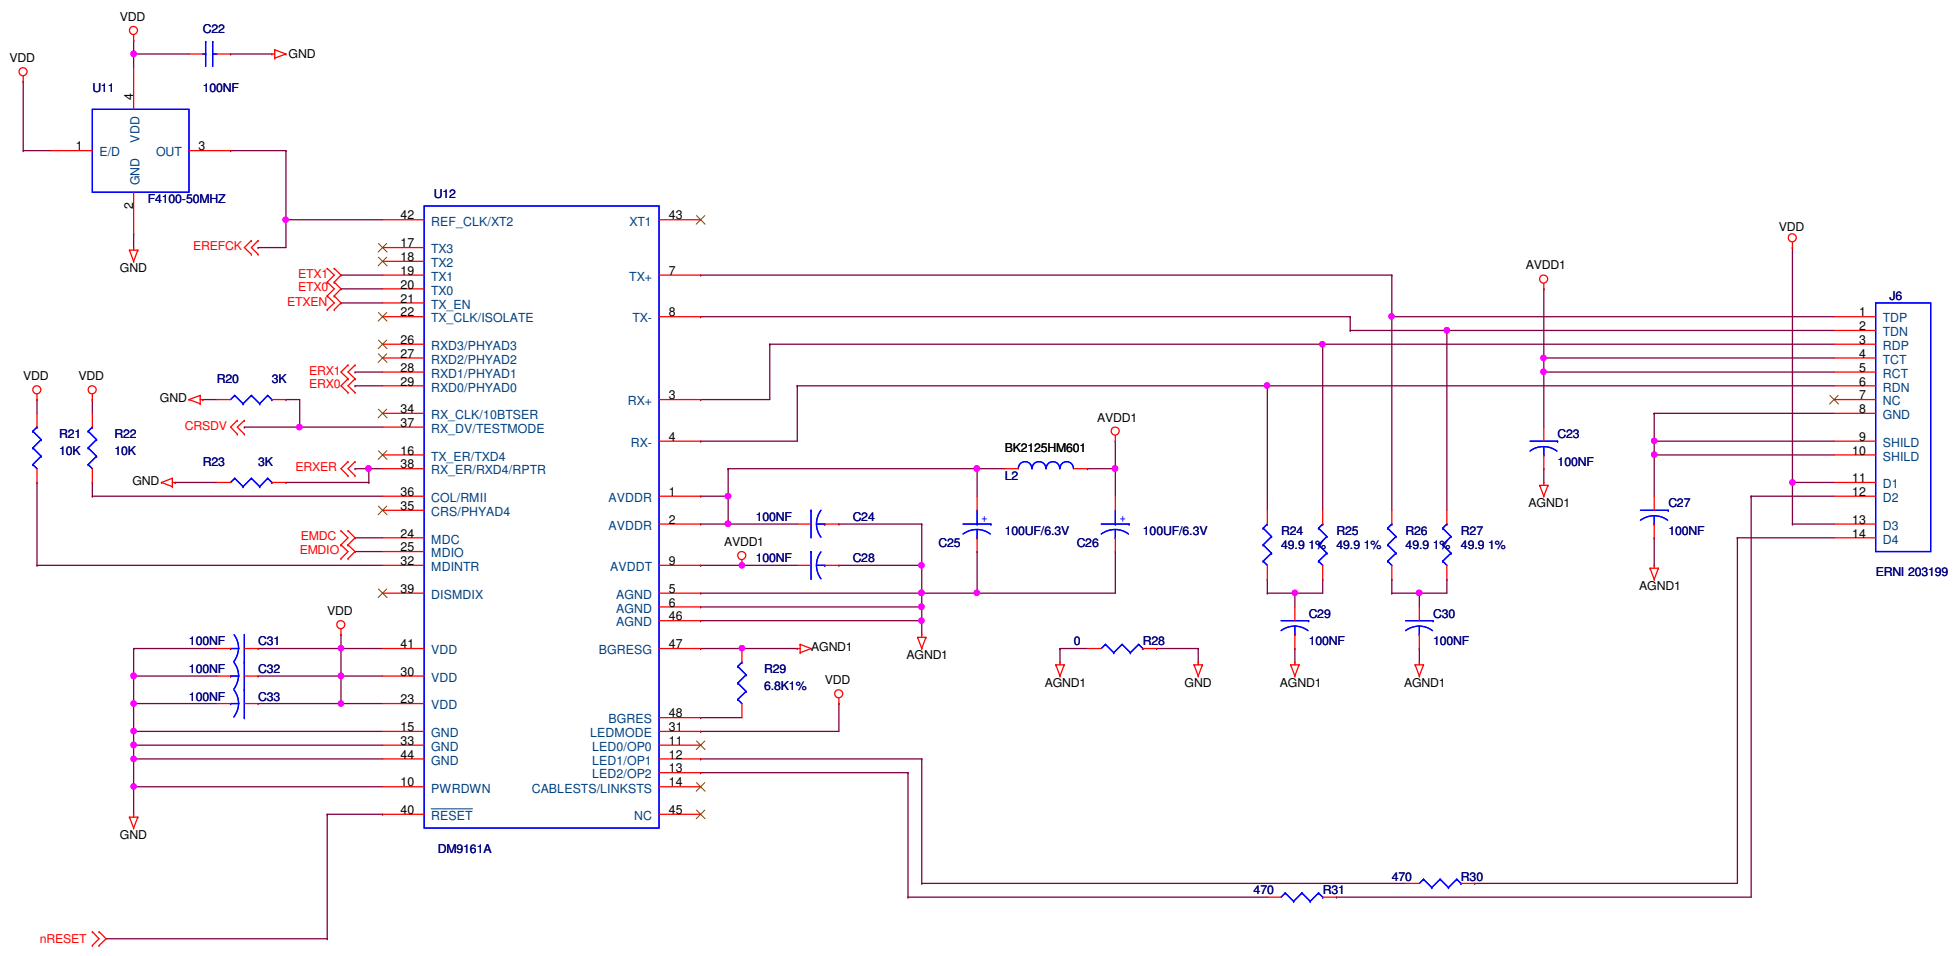 VDD
C22
GND
100NF
VDD
U11
4
VDD
1
E/D
OUT
3
GND
2
F4100-50MHZ
GND
EREFCK
U12
42
REF_CLK/XT2
17
TX3
18
TX2
ETX1
19
TX1
ETX0
20
TX0
ETXEN
21
TX_EN
22
TX_CLK/ISOLATE
26
RXD3/PHYAD3
27
RXD2/PHYAD2
ERX1
28
RXD1/PHYAD1
ERX0
29
RXD0/PHYAD0
34
RX_CLK/10BTSER
CRSDV
37
RX_DV/TESTMODE
16
TX_ER/TXD4
ERXER
38
RX_ER/RXD4/RPTR
36
COL/RMII
35
CRS/PHYAD4
EMDC
24
MDC
EMDIO
25
MDIO
32
MDINTR
39
DISMDIX
41
VDD
30
VDD
23
VDD
15
GND
33
GND
44
GND
10
PWRDWN
40
RESET
DM9161A
VDD
VDD
R20
3K
GND
R21
10K
R22
10K
R23
3K
GND
VDD
100NF
C31
100NF
C32
100NF
C33
GND
nRESET
XT1
43
TX+
7
TX-
8
RX+
3
RX-
4
AVDDR
1
AVDDR
2
AVDDT
9
AGND
5
AGND
6
AGND
46
BGRESG
47
BGRES
48
LEDMODE
31
LED0/OP0
11
LED1/OP1
12
LED2/OP2
13
CABLESTS/LINKSTS
14
NC
45
AVDD1
BK2125HM601
L2
100NF
C24
AVDD1
100NF
C28
+
C25
100UF/6.3V
+
C26
100UF/6.3V
AGND1
AGND1
R29
6.8K1%
VDD
0
R28
AGND1
GND
R24
49.9 1%
R25
49.9 1%
R26
49.9 1%
R27
49.9 1%
C29
100NF
AGND1
C30
100NF
AGND1
AVDD1
C23
100NF
AGND1
C27
100NF
AGND1
VDD
J6
1
TDP
2
TDN
3
RDP
4
TCT
5
RCT
6
RDN
7
NC
8
GND
9
SHILD
10
SHILD
11
D1
12
D2
13
D3
14
D4
ERNI 203199
470
R30
470
R31